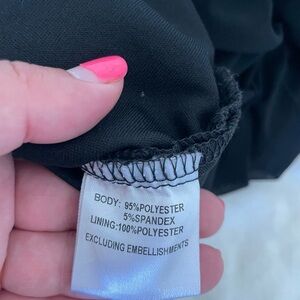 BODY: 95%POLYESTER
5%SPANDEX
LINING:100%POLYESTER
EXCLUDING EMBELLISHMENTS